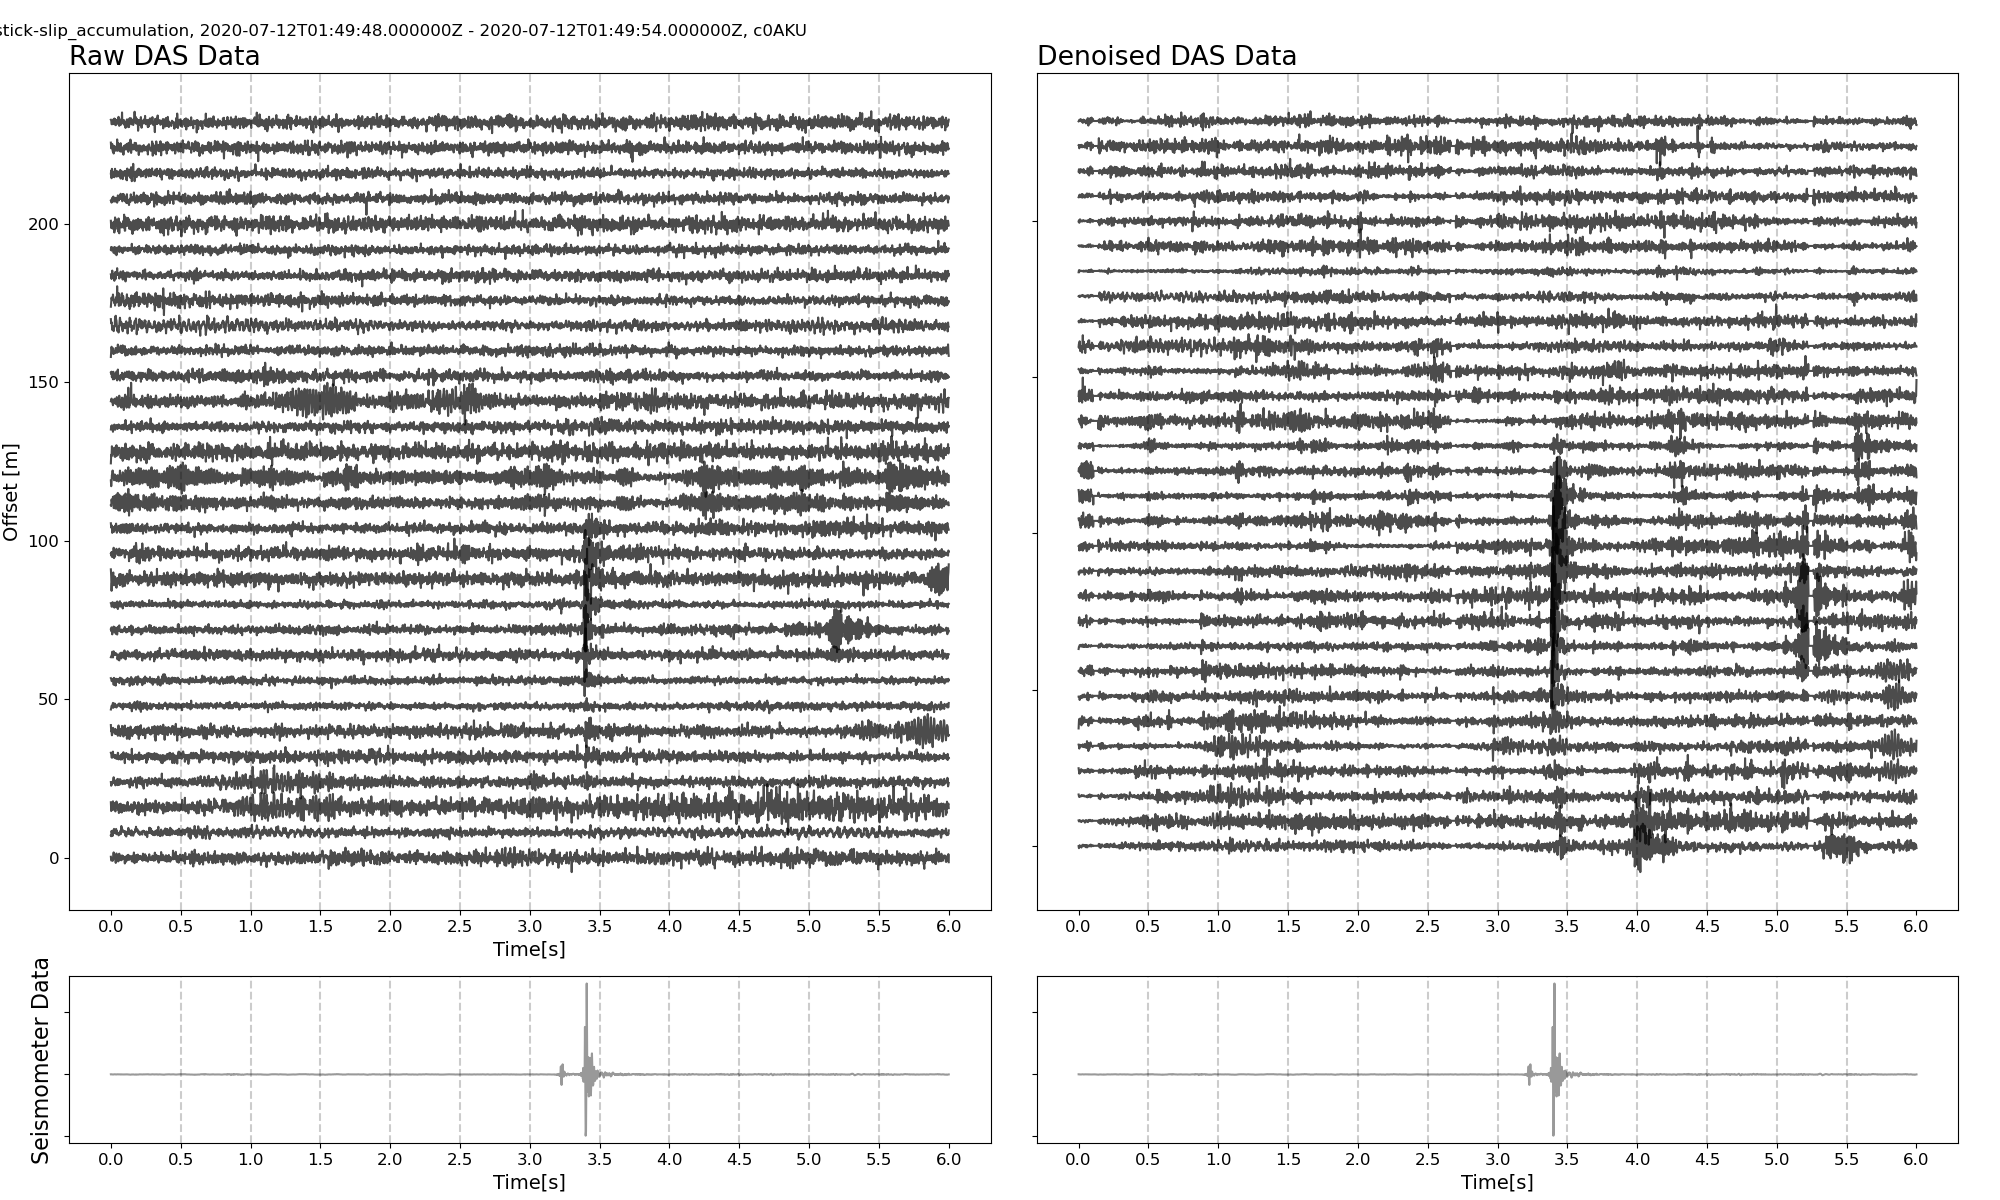 stick-slip_accumulation, 2020-07-12T01:49:48.000000Z - 2020-07-12T01:49:54.000000Z, c0AKU
Raw DAS Data
Denoised DAS Data
Offset [m]
200
150
100
50
0
0.0 0.5 1.0 1.5 2.0 2.5 3.0 3.5 4.0 4.5 5.0 5.5 6.0
Time[s]
0.0 0.5 1.0 1.5 2.0 2.5 3.0 3.5 4.0 4.5 5.0 5.5 6.0
Seismometer Data
0.0 0.5 1.0 1.5 2.0 2.5 3.0 3.5 4.0 4.5 5.0 5.5 6.0
Time[s]
0.0 0.5 1.0 1.5 2.0 2.5 3.0 3.5 4.0 4.5 5.0 5.5 6.0
Time[s]